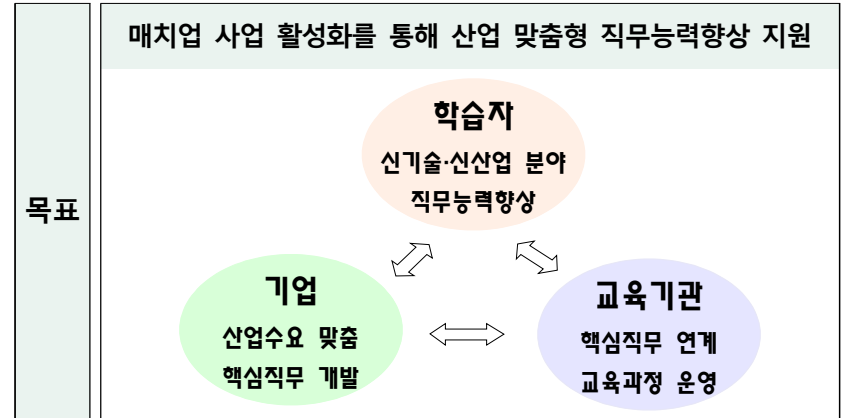 목표
매치업 사업 활성화를 통해 산업 맞춤형 직무능력향상 지원
학습자
신기술·신산업 분야
직무능력향상
기업
산업수요 맞춤
핵심직무 개발
교육기관
핵심직무 연계
교육과정 운영